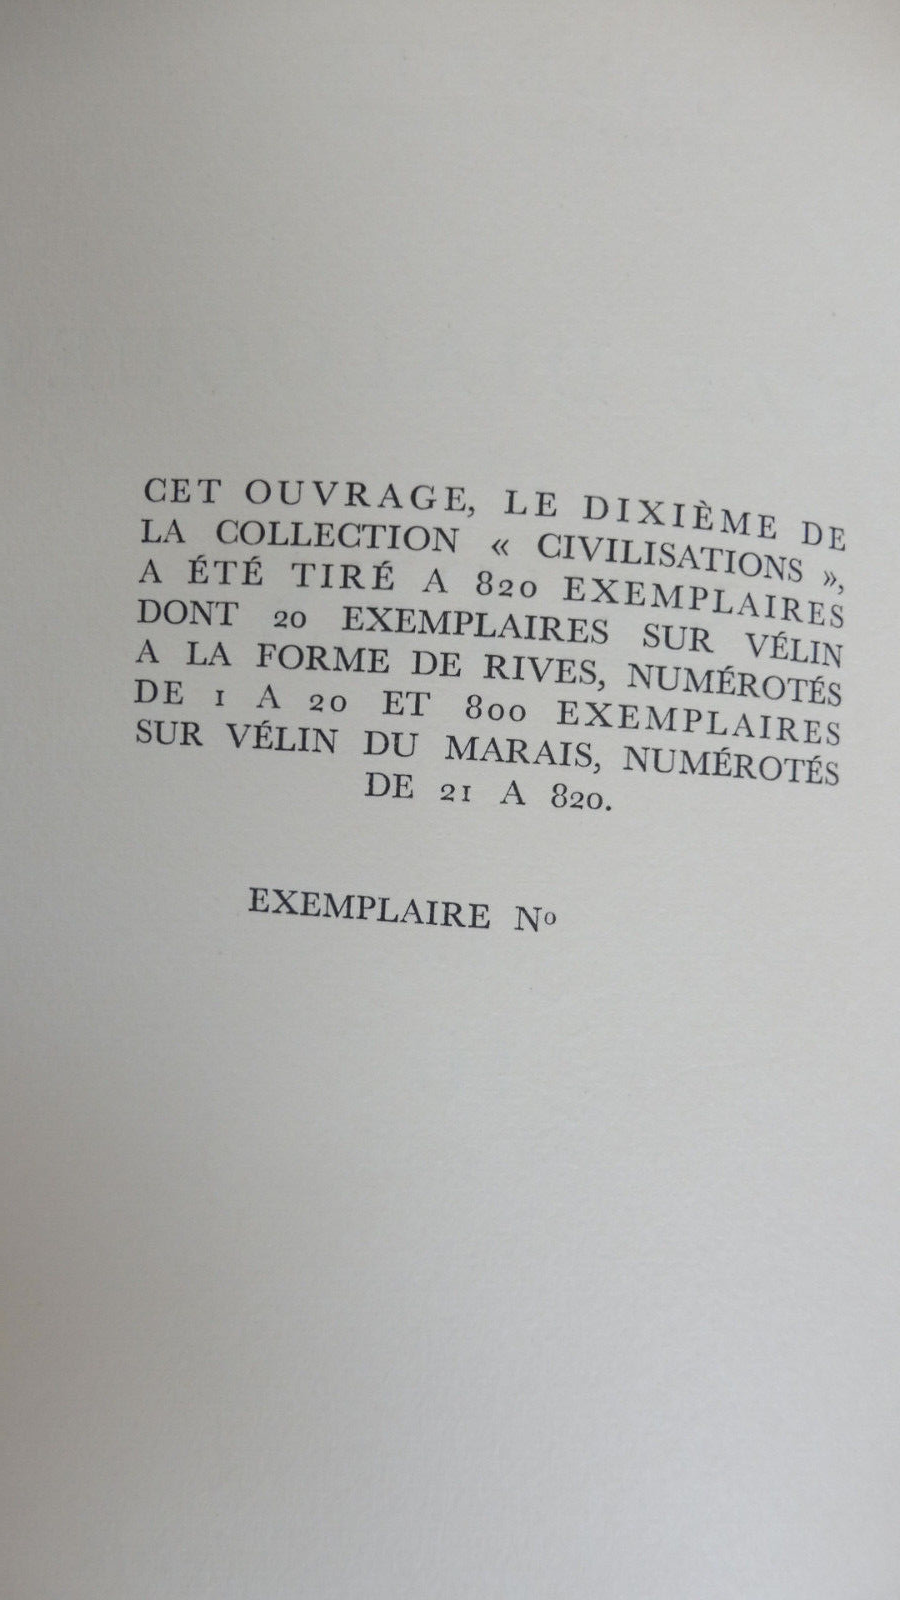 CET OUVRAGE, LE DIXIÈME DE
LA COLLECTION « CIVILISATIONS »,
A ÉTÉ TIRÉ A 820 EXEMPLAIRES
DONT 20 EXEMPLAIRES SUR VÉLIN
A LA FORME DE RIVES, NUMÉROTÉS
DE 1 A 20 ET 800 EXEMPLAIRES
SUR VÉLIN DU MARAIS, NUMÉROTÉS
DE 21 A 820.
EXEMPLAIRE Nº